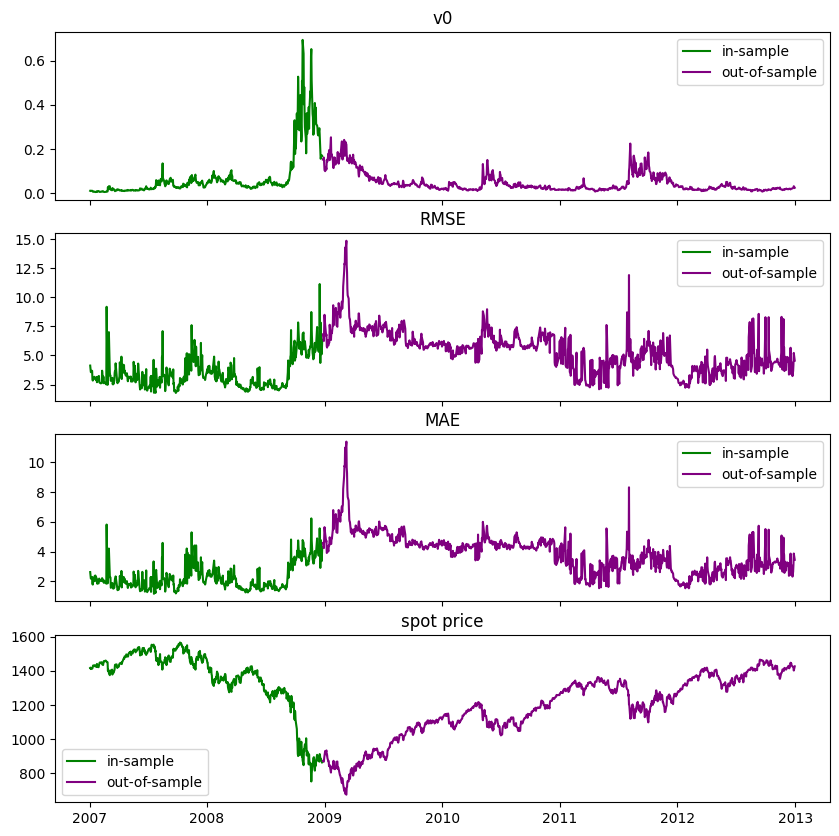 v0
0.6
0.4
0.2
0.0
in-sample
out-of-sample
RMSE
15.0
12.5
10.0
7.5
5.0
2.5
in-sample
out-of-sample
MAE
10
8
6
4
2
in-sample
out-of-sample
spot price
1600
1400
1200
1000
800
in-sample
out-of-sample
2007 2008 2009 2010 2011 2012 2013